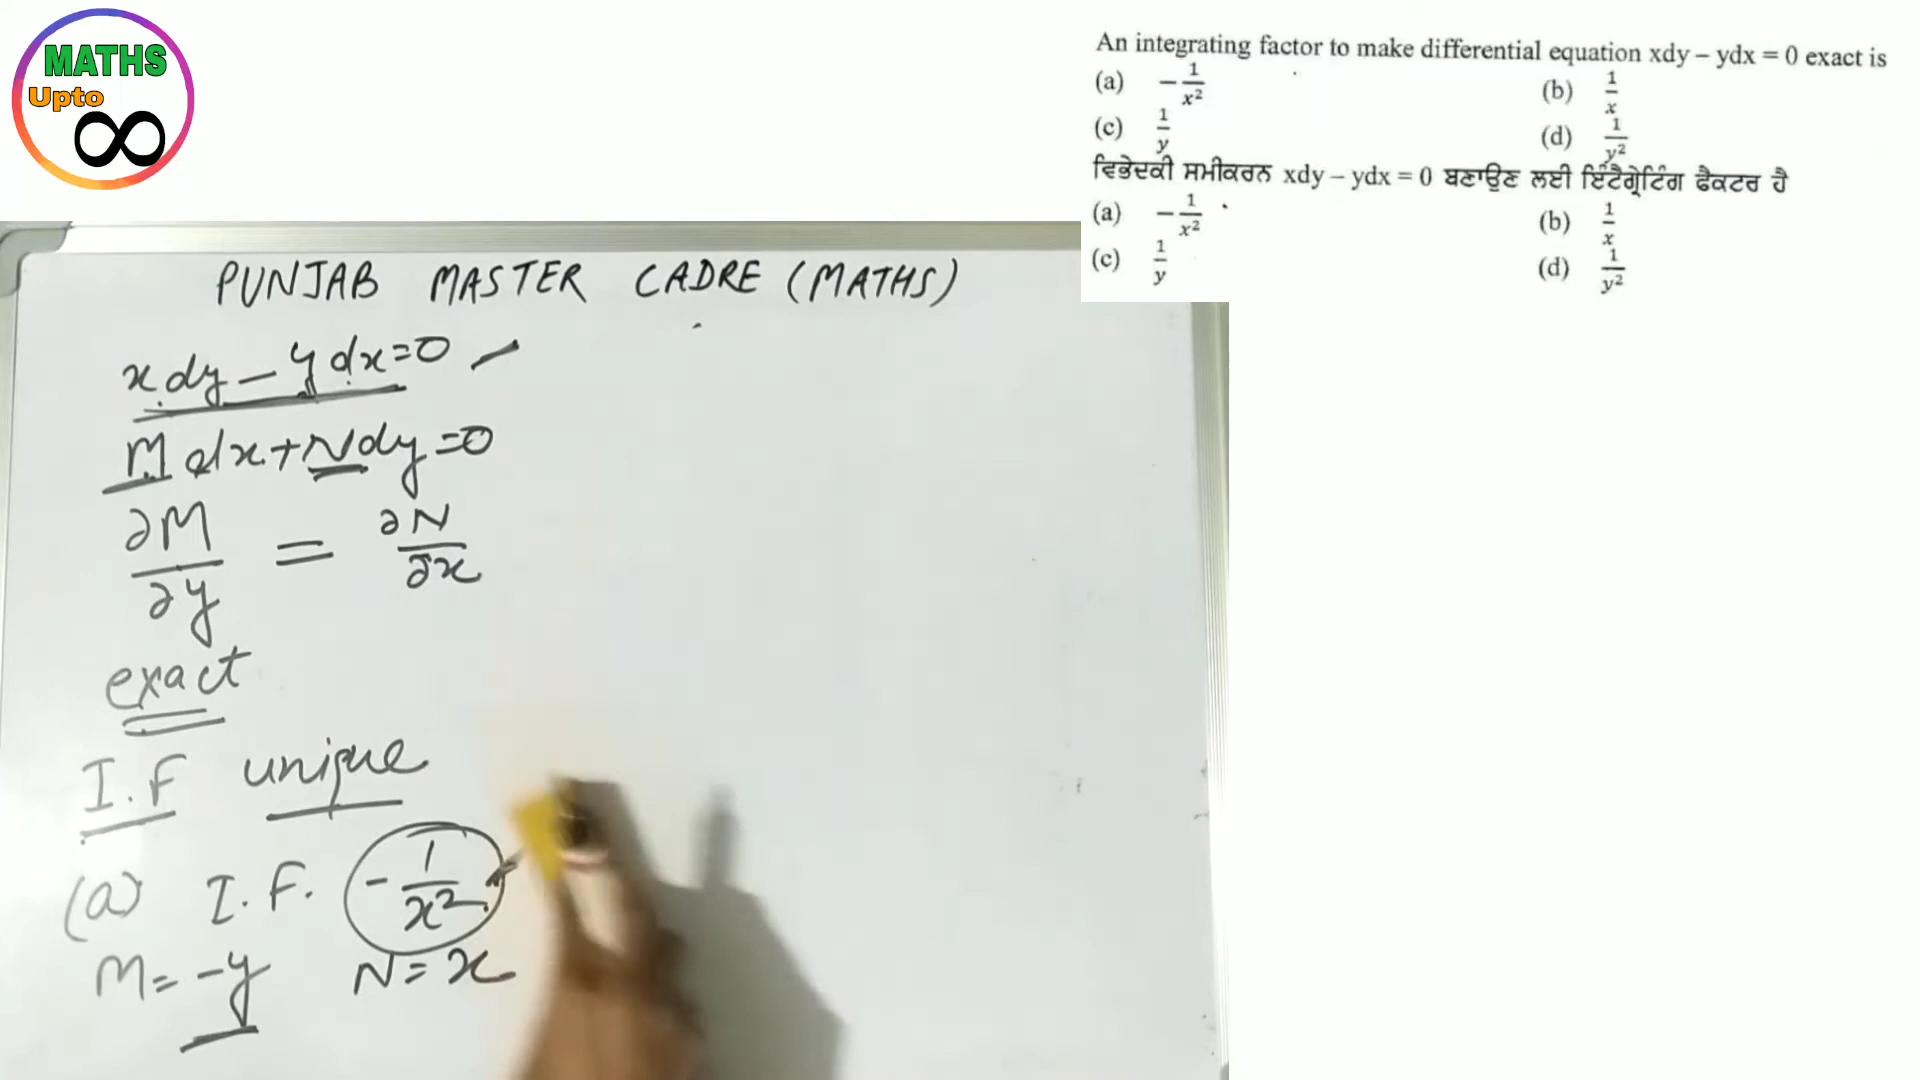 MATHS
Upto
∞
An integrating factor to make differential equation xdy – ydx = 0 exact is
(a) −1/x² (b) 1/x
(c) 1/y (d) 1/y²
ਵਿਭੇਦਕੀ ਸਮੀਕਰਨ xdy – ydx = 0 ਬਣਾਉਣ ਲਈ ਇੰਟੈਗ੍ਰੇਟਿੰਗ ਫੈਕਟਰ ਹੈ
(a) −1/x² (b) 1/x
(c) 1/y (d) 1/y²
PUNJAB MASTER CADRE (MATHS)
xdy – ydx=0
Mdx+Ndy=0
∂M/∂y = ∂N/∂x
exact
I.F unique
(a) I.F. -1/x²
M= -y N= x